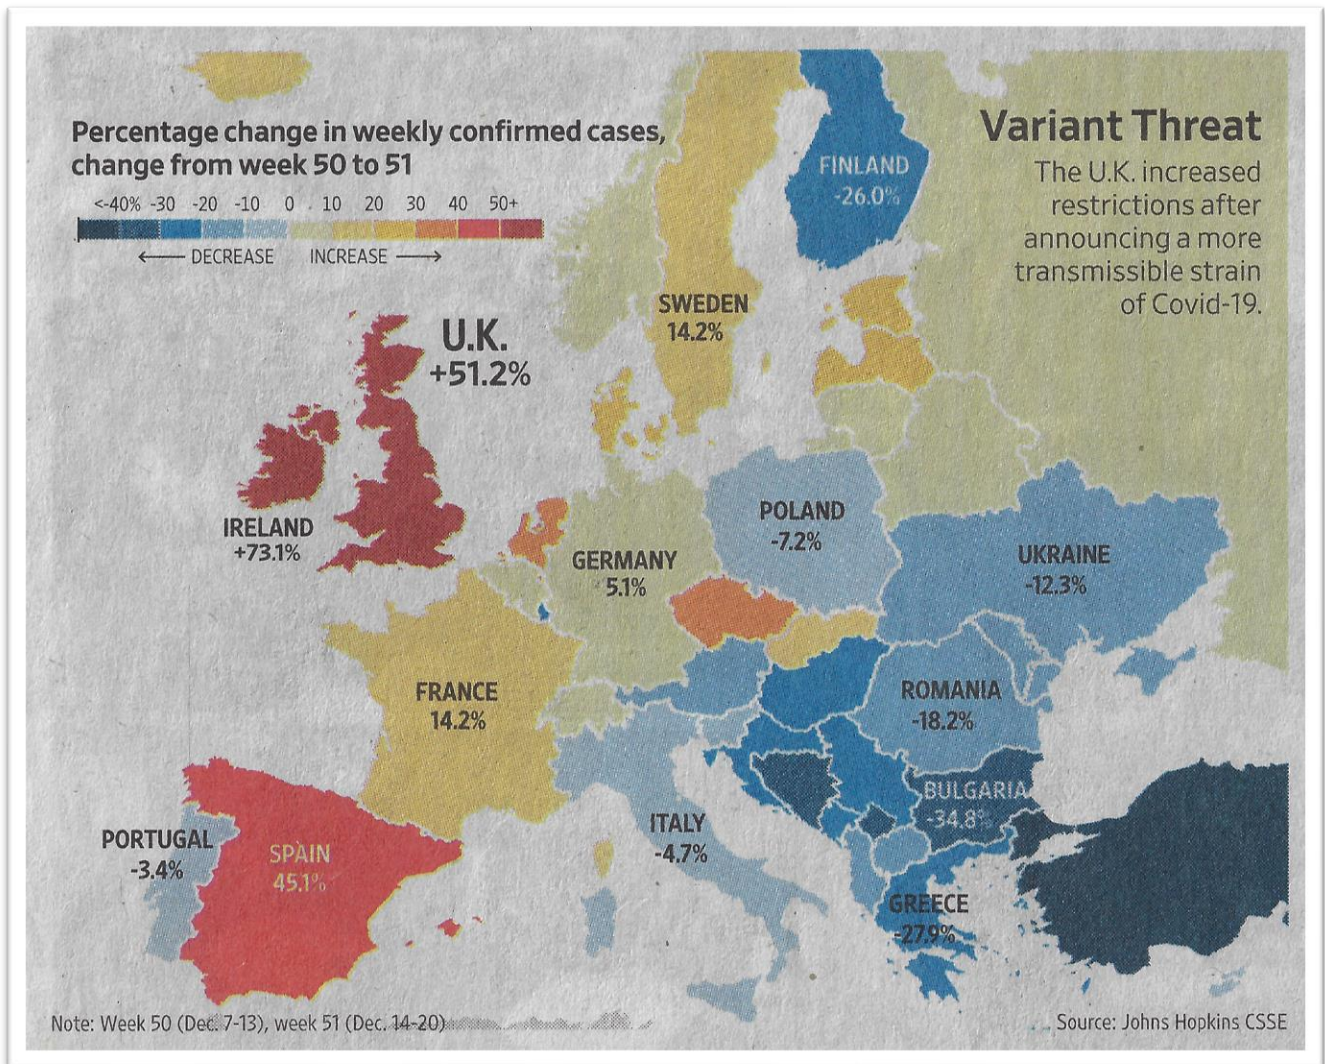 Percentage change in weekly confirmed cases,
change from week 50 to 51
<-40% -30 -20 -10 0 10 20 30 40 50+
← DECREASE INCREASE →
Variant Threat
The U.K. increased
restrictions after
announcing a more
transmissible strain
of Covid-19.
FINLAND
-26.0%
SWEDEN
14.2%
U.K.
+51.2%
IRELAND
+73.1%
GERMANY
5.1%
POLAND
-7.2%
UKRAINE
-12.3%
FRANCE
14.2%
ROMANIA
-18.2%
BULGARIA
-34.8%
PORTUGAL
-3.4%
SPAIN
45.1%
ITALY
-4.7%
GREECE
-27.9%
Note: Week 50 (Dec. 7-13), week 51 (Dec. 14-20)
Source: Johns Hopkins CSSE